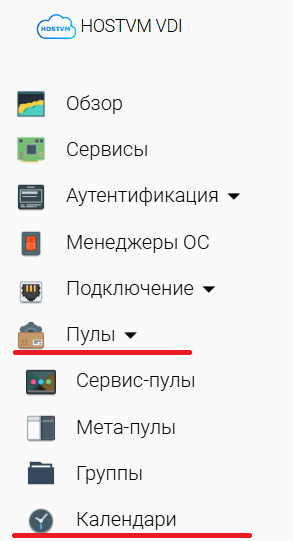 HOSTVM HOSTVM VDI
Обзор
Сервисы
Аутентификация
Менеджеры ОС
Подключение
Пулы
Сервис-пулы
Мета-пулы
Группы
Календари